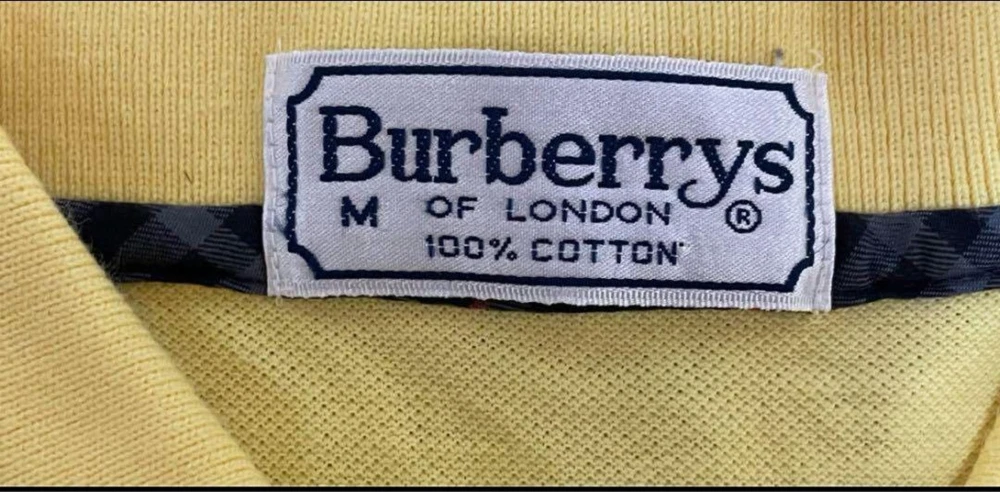 Burberrys
M OF LONDON ®
100% COTTON